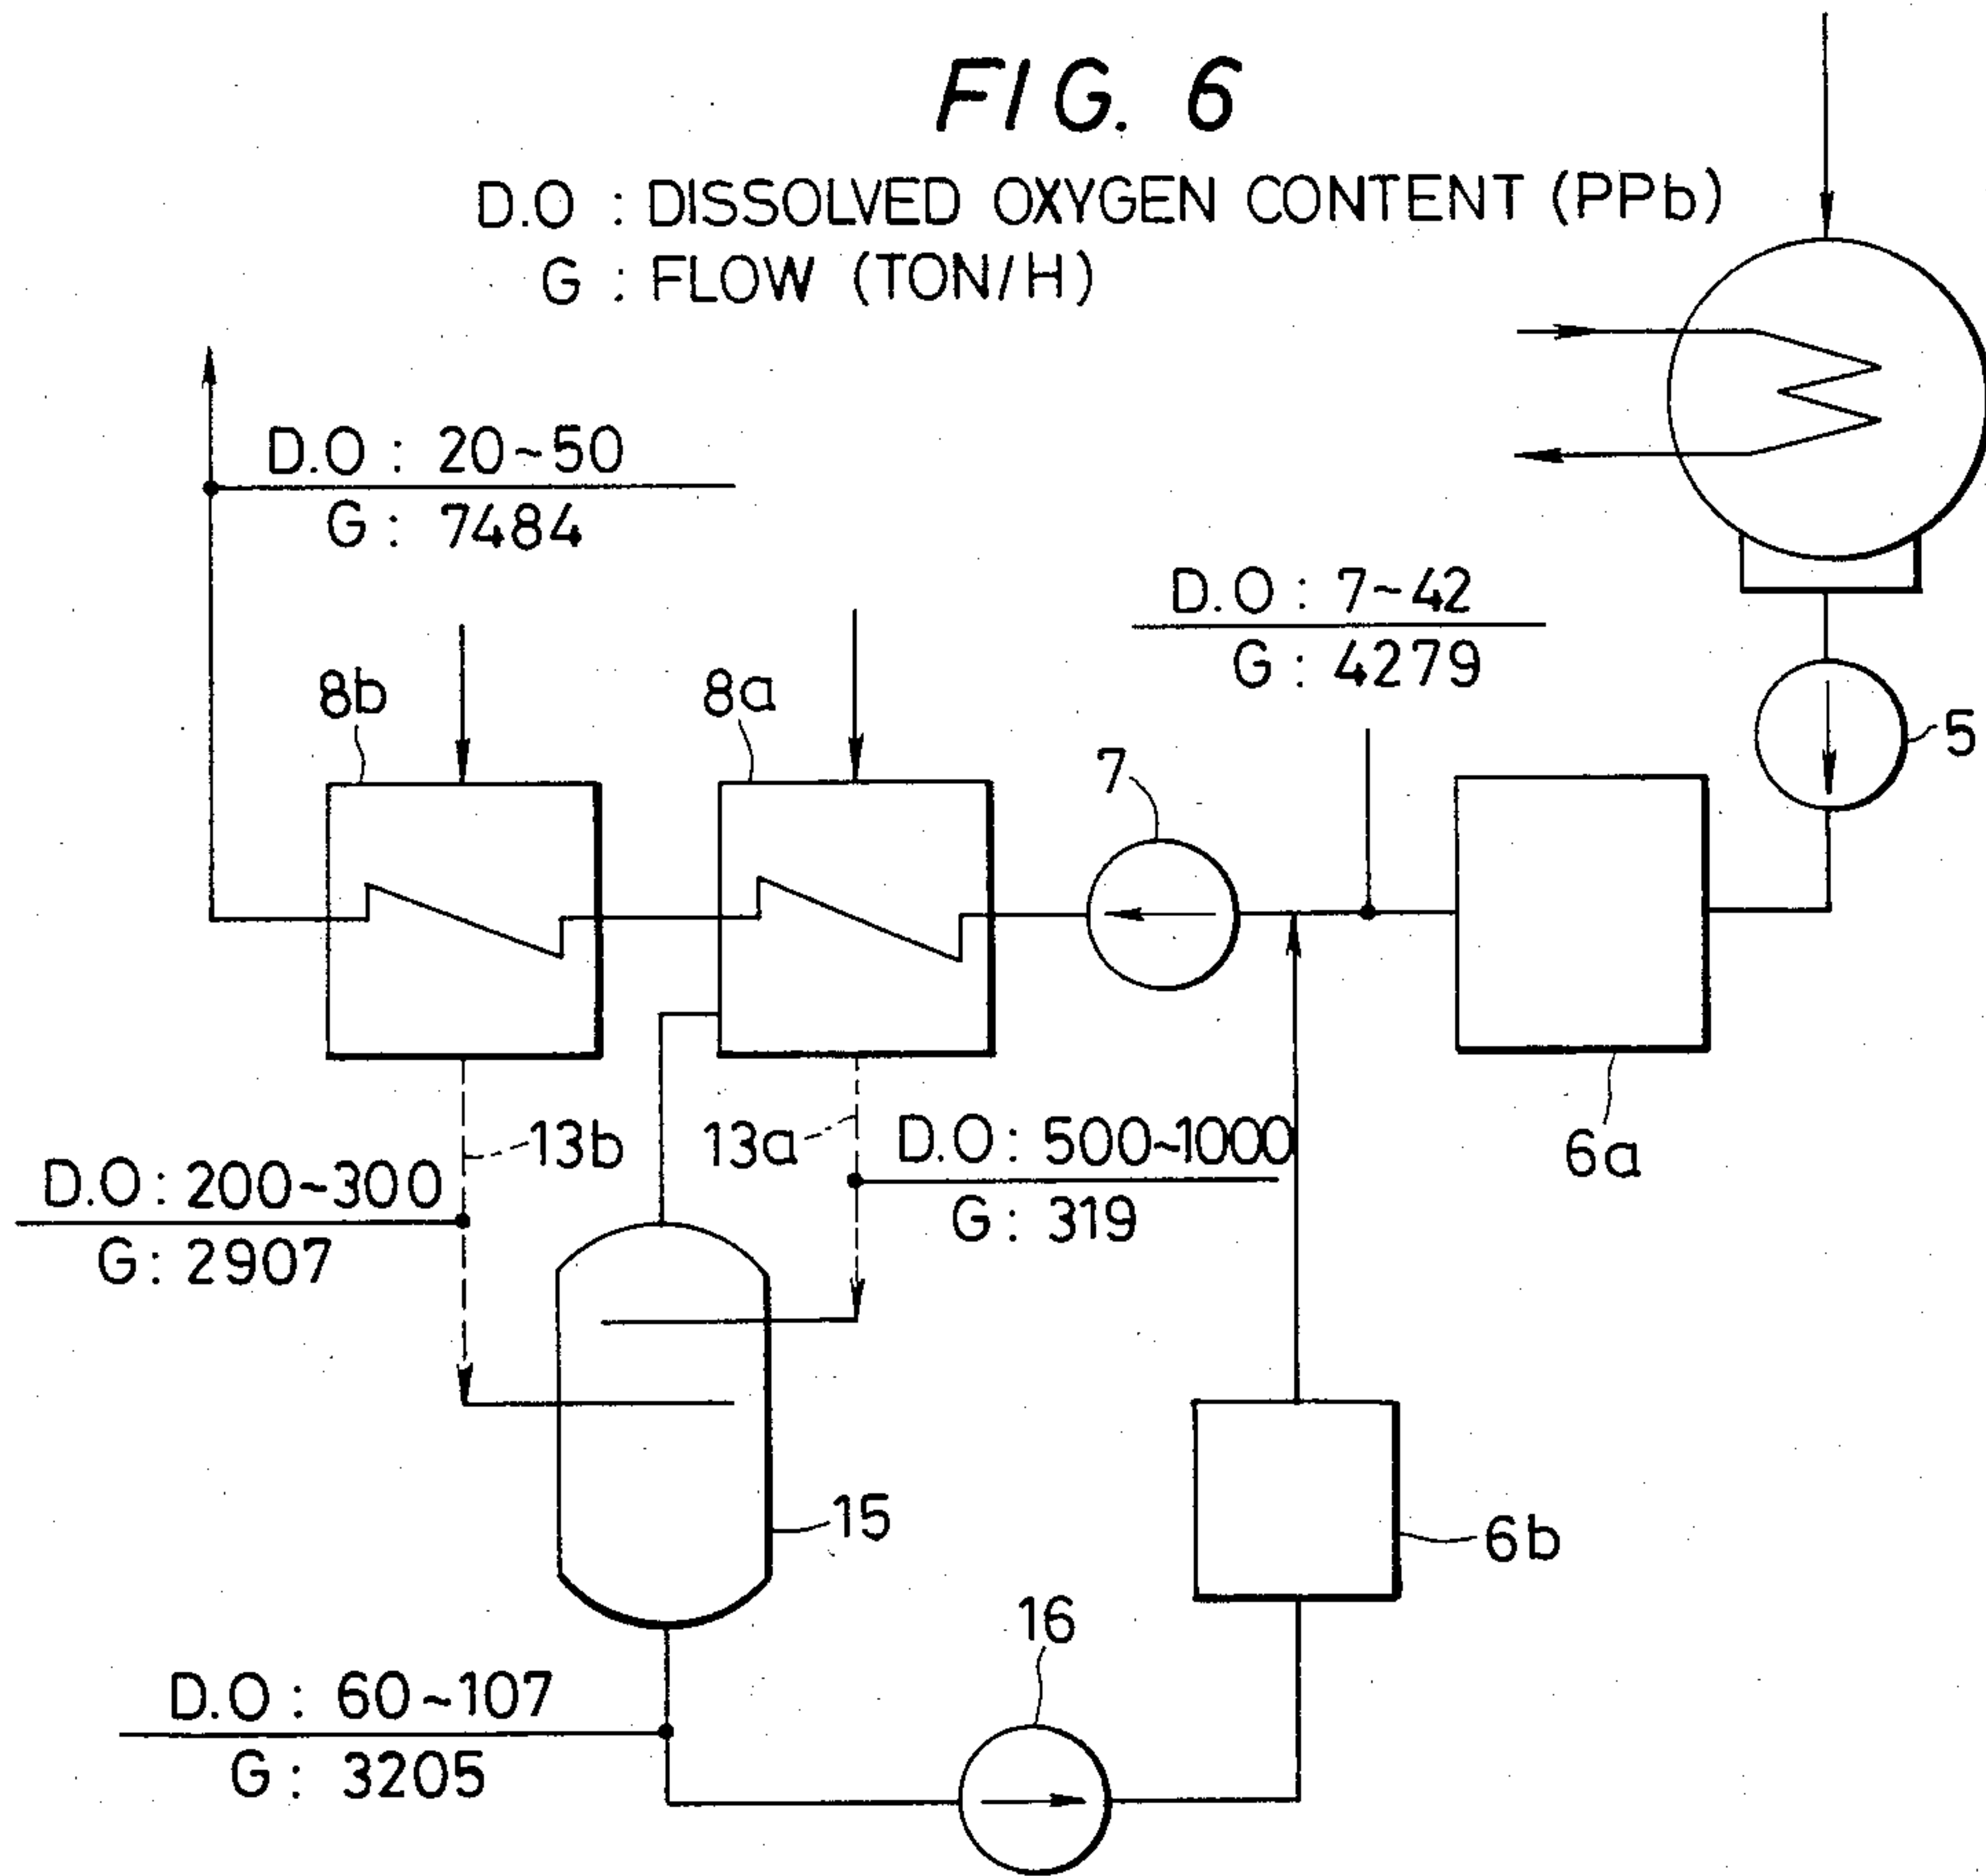 FIG. 6
D.O : DISSOLVED OXYGEN CONTENT (PPb)
G : FLOW (TON/H)
D.O : 20~50
G : 7484
D.O : 7~42
G : 4279
8b
8a
7
5
6a
13b
13a
D.O : 500~1000
G : 319
D.O : 200~300
G : 2907
15
6b
16
D.O : 60~107
G : 3205